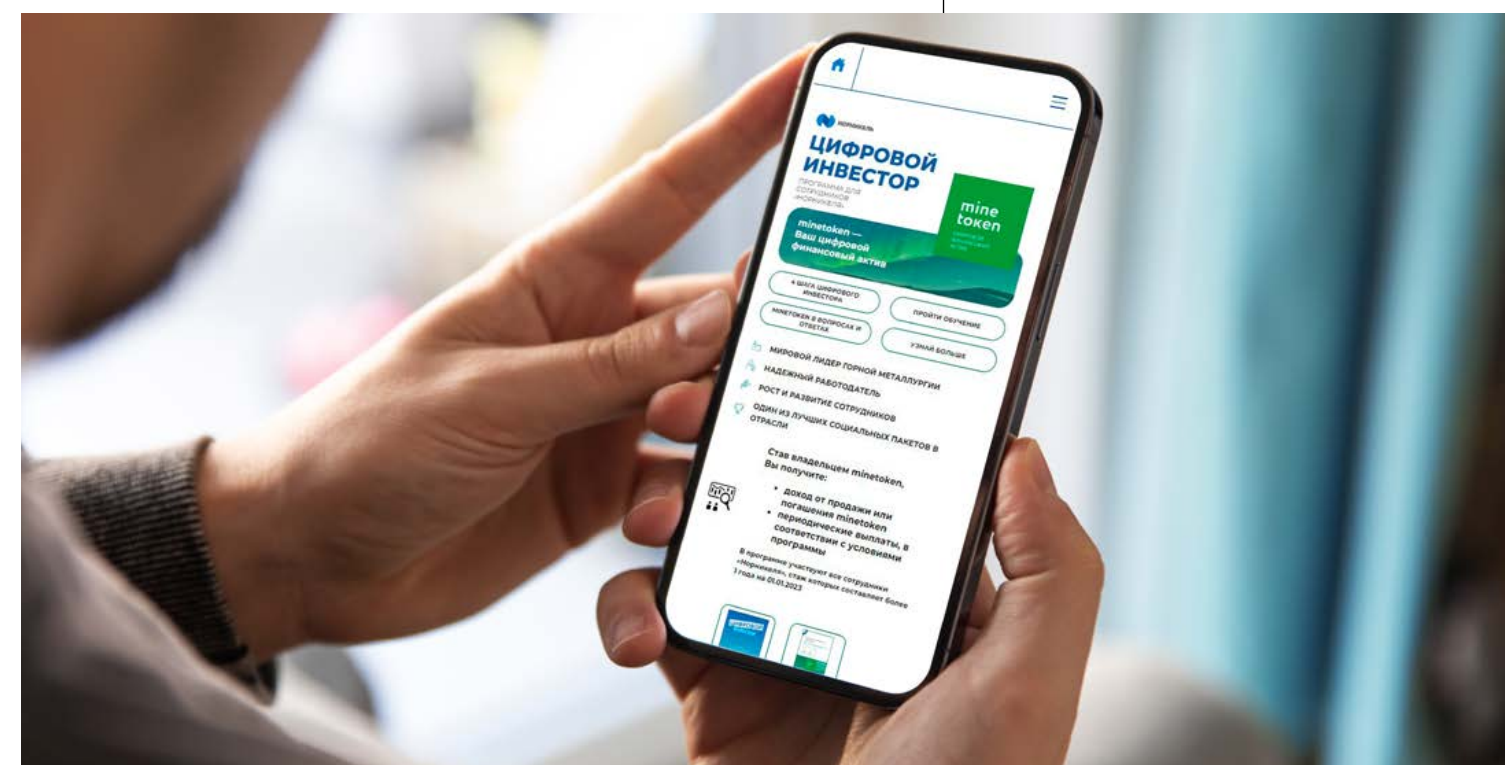 НОРНИКЕЛЬ
ЦИФРОВОЙ
ИНВЕСТОР
ПРОГРАММА ДЛЯ
СОТРУДНИКОВ
«НОРНИКЕЛЯ»
mine
token
minetoken —
Ваш цифровой
финансовый актив
4 ШАГА ЦИФРОВОГО
ИНВЕСТОРА
ПРОЙТИ ОБУЧЕНИЕ
MINETOKEN В ВОПРОСАХ И
ОТВЕТАХ
УЗНАЙ БОЛЬШЕ
МИРОВОЙ ЛИДЕР ГОРНОЙ МЕТАЛЛУРГИИ
НАДЕЖНЫЙ РАБОТОДАТЕЛЬ
РОСТ И РАЗВИТИЕ СОТРУДНИКОВ
ОДИН ИЗ ЛУЧШИХ СОЦИАЛЬНЫХ ПАКЕТОВ В
ОТРАСЛИ
Став владельцем minetoken,
Вы получите:
• доход от продажи или
погашения minetoken
• периодические выплаты, в
соответствии с условиями
программы
В программе участвуют все сотрудники
«Норникеля», стаж которых составляет более
1 года на 01.01.2023